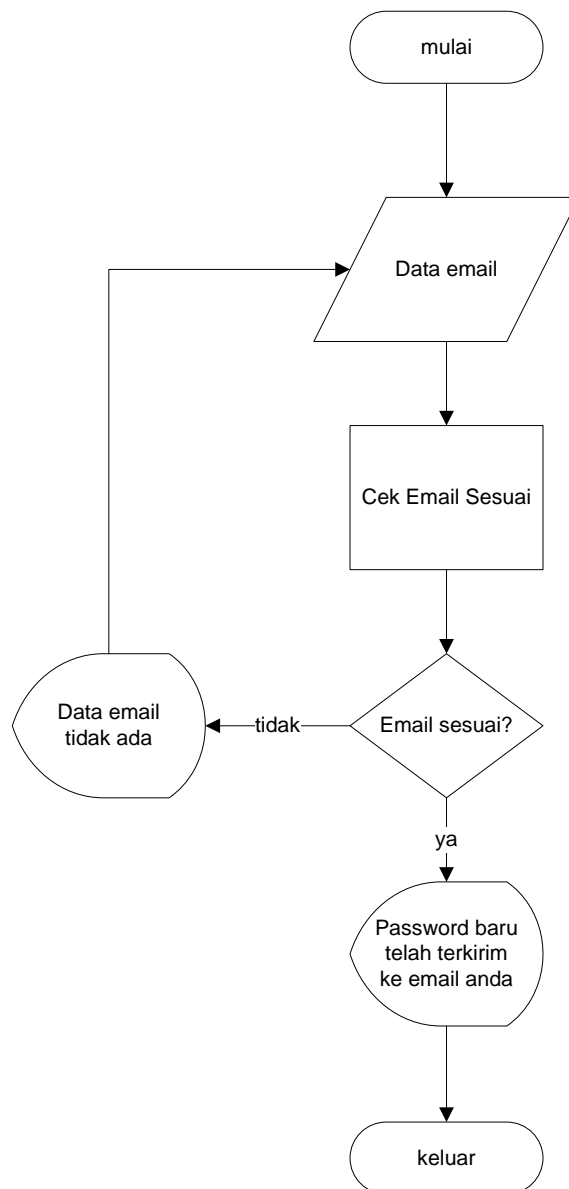 mulai
Data email
Cek Email Sesuai
Email sesuai?
tidak
Data email
tidak ada
ya
Password baru
telah terkirim
ke email anda
keluar